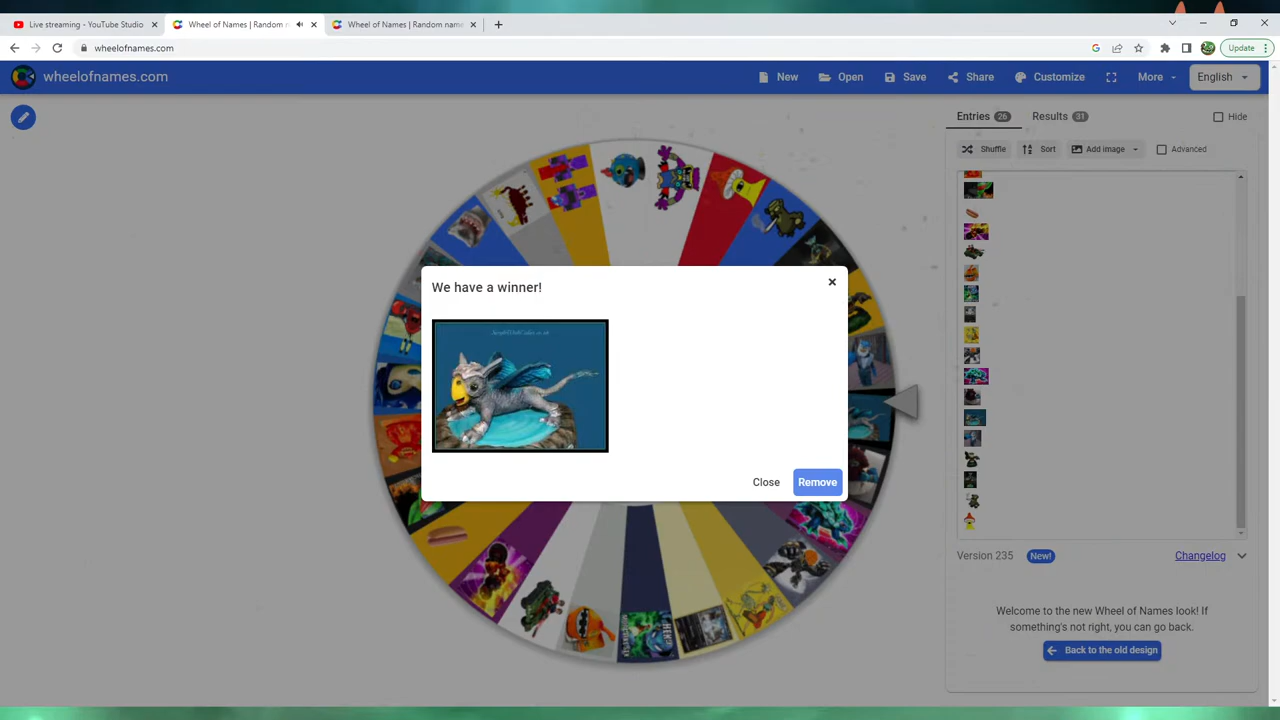 Live streaming - YouTube Studio
Wheel of Names | Random n
Wheel of Names | Random name
wheelofnames.com
Update
wheelofnames.com
New
Open
Save
Share
Customize
More
English
Entries 26
Results 31
Hide
Shuffle
Sort
Add image
Advanced
We have a winner!
Close
Remove
Version 235
New!
Changelog
Welcome to the new Wheel of Names look! If
something's not right, you can go back.
Back to the old design